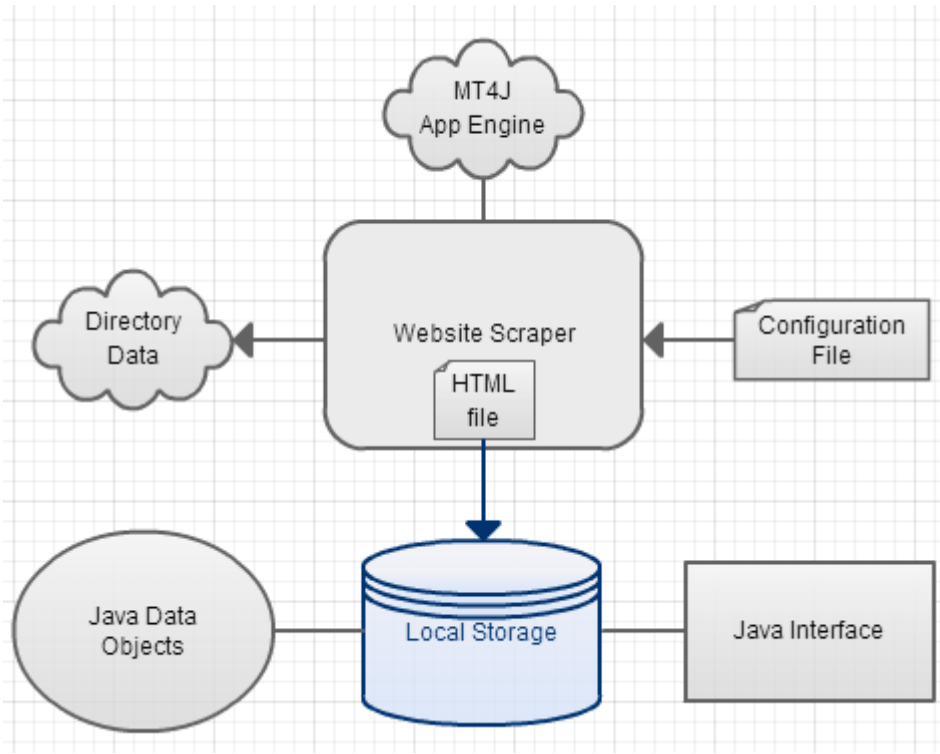 MT4J
App Engine
Directory
Data
Website Scraper
Configuration
File
HTML
file
Java Data
Objects
Local Storage
Java Interface